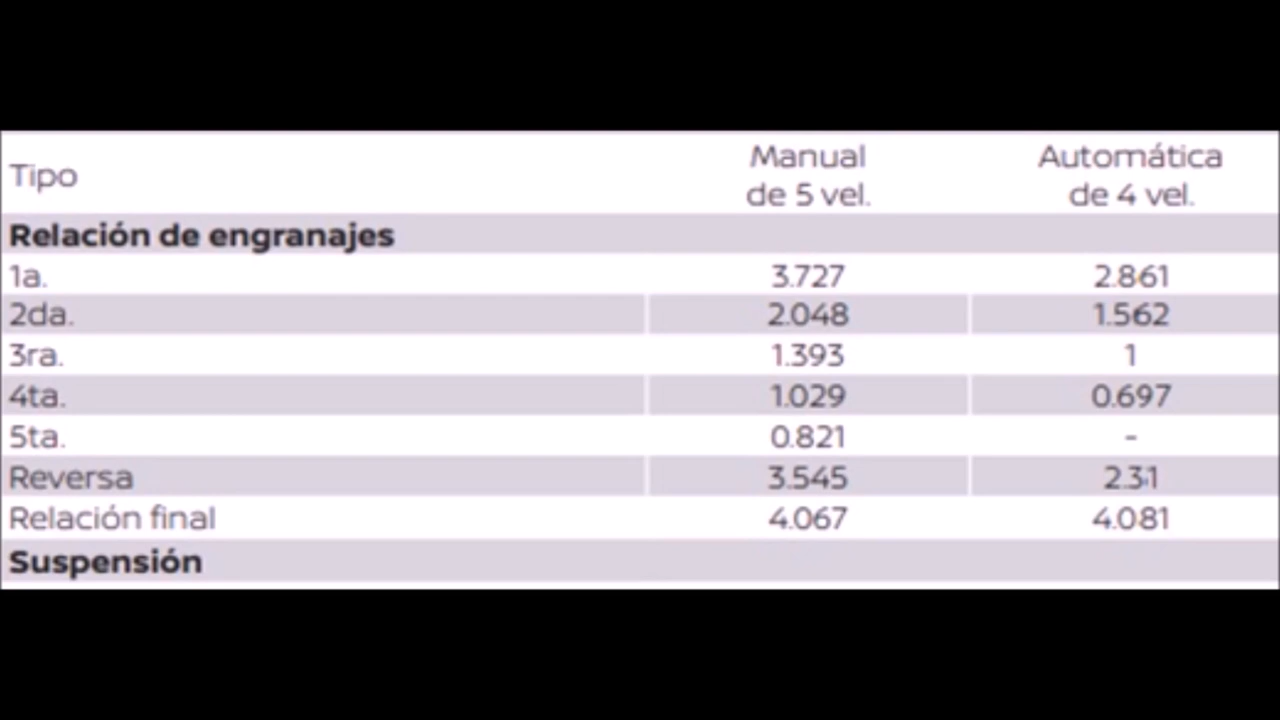 Tipo Manual de 5 vel. Automática de 4 vel.
Relación de engranajes
1a. 3.727 2.861
2da. 2.048 1.562
3ra. 1.393 1
4ta. 1.029 0.697
5ta. 0.821 -
Reversa 3.545 2.31
Relación final 4.067 4.081
Suspensión